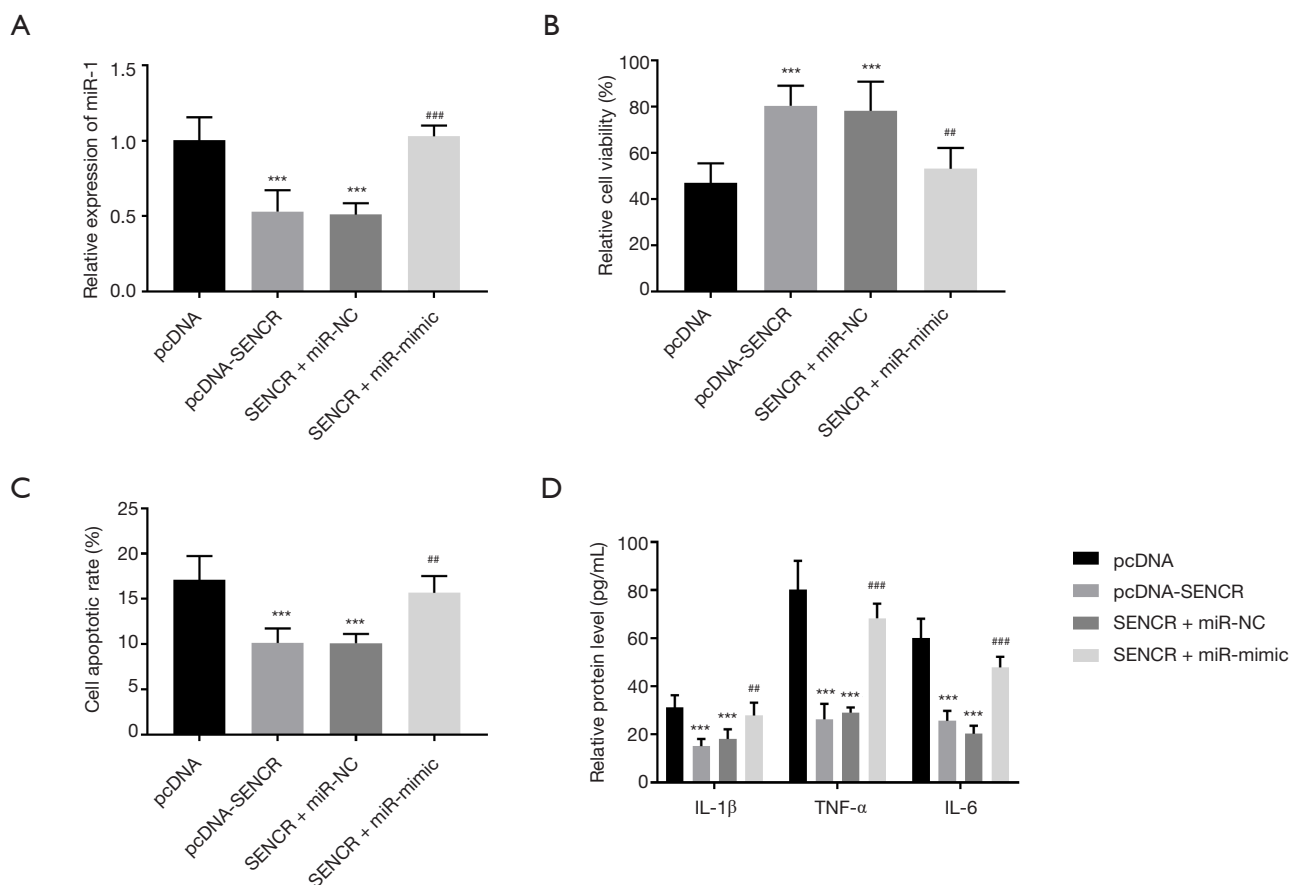 A
Relative expression of miR-1
1.5
1.0
0.5
0.0
***
***
###
pcDNA
pcDNA-SENCR
SENCR + miR-NC
SENCR + miR-mimic
B
Relative cell viability (%)
100
80
60
40
20
0
***
***
##
pcDNA
pcDNA-SENCR
SENCR + miR-NC
SENCR + miR-mimic
C
Cell apoptotic rate (%)
25
20
15
10
5
0
***
***
##
pcDNA
pcDNA-SENCR
SENCR + miR-NC
SENCR + miR-mimic
D
Relative protein level (pg/mL)
100
80
60
40
20
0
***
***
##
***
***
###
***
***
###
IL-1β
TNF-α
IL-6
pcDNA
pcDNA-SENCR
SENCR + miR-NC
SENCR + miR-mimic